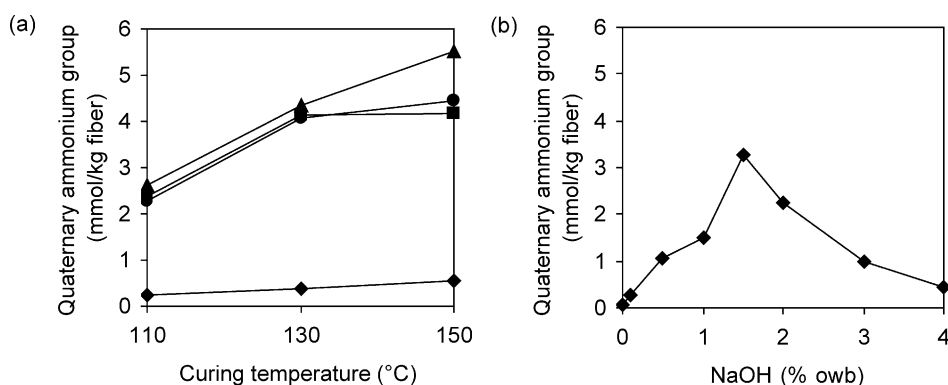 (a)
Quaternary ammonium group
(mmol/kg fiber)
6
5
4
3
2
1
0
110
130
150
Curing temperature (°C)
(b)
Quaternary ammonium group
(mmol/kg fiber)
6
5
4
3
2
1
0
0
1
2
3
4
NaOH (% owb)